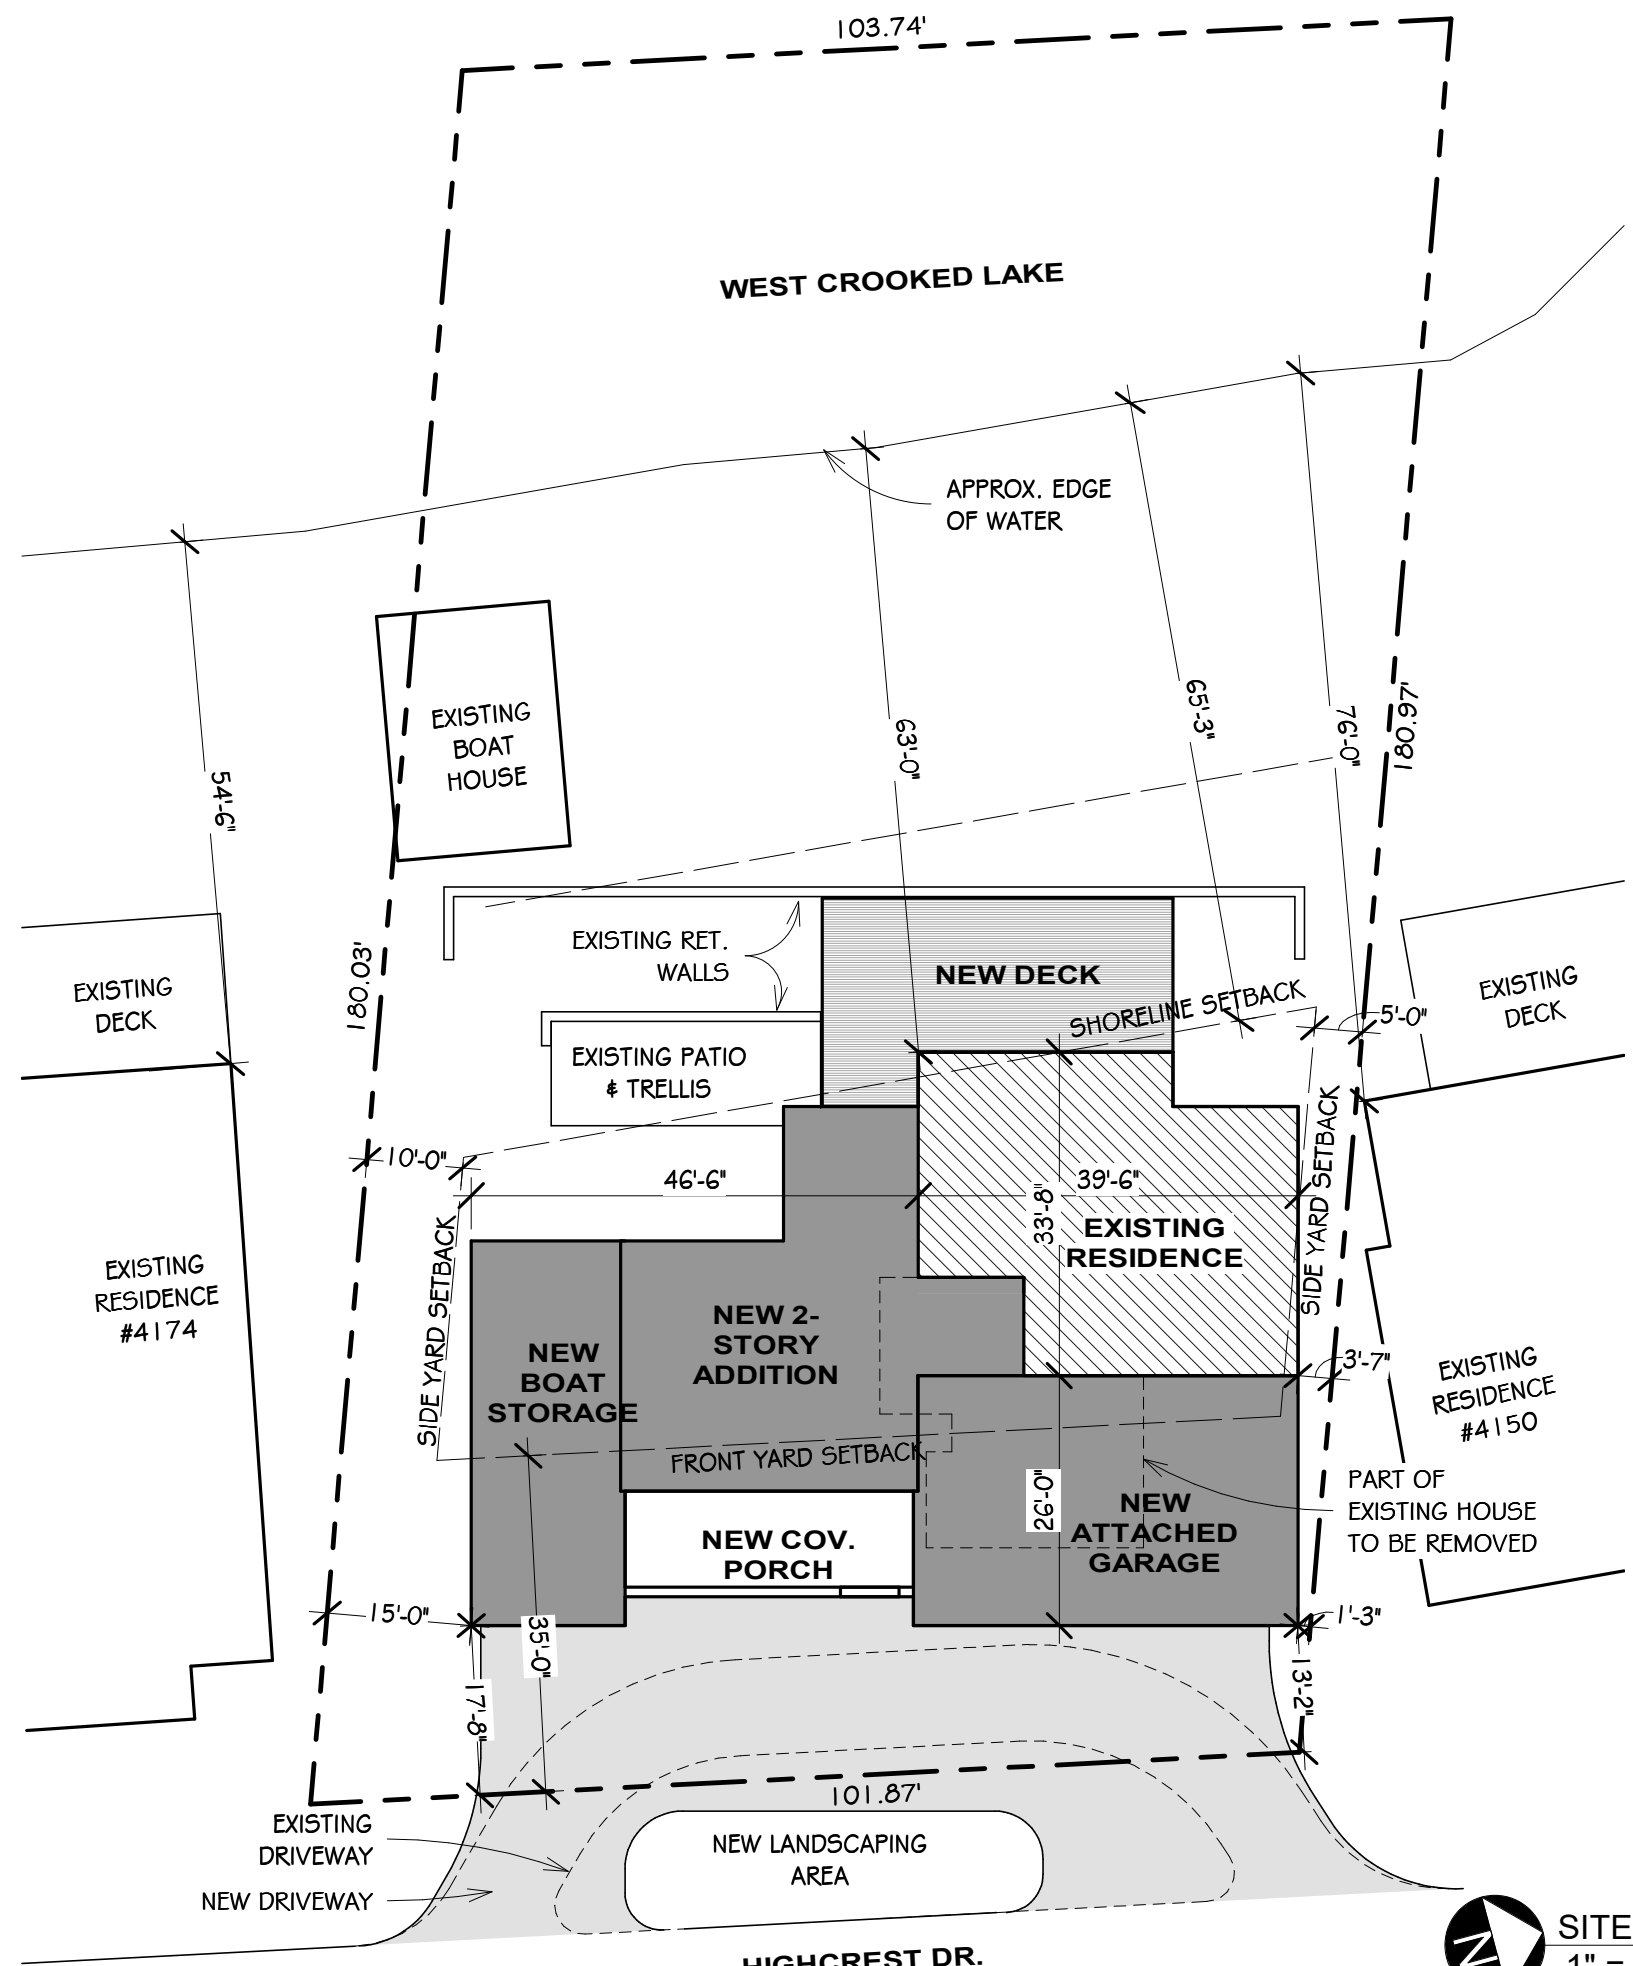 103.74'
WEST CROOKED LAKE
APPROX. EDGE
OF WATER
EXISTING
BOAT
HOUSE
54'-6"
63'-0"
65'-3"
76'-0"
180.97'
180.03'
EXISTING
DECK
EXISTING RET.
WALLS
NEW DECK
SHORELINE SETBACK
5'-0"
EXISTING
DECK
EXISTING PATIO
& TRELLIS
10'-0"
46'-6"
39'-6"
33'-8"
EXISTING
RESIDENCE
SIDE YARD SETBACK
SIDE YARD SETBACK
EXISTING
RESIDENCE
#4174
NEW
BOAT
STORAGE
NEW 2-
STORY
ADDITION
3'-7"
EXISTING
RESIDENCE
#4150
FRONT YARD SETBACK
26'-0"
NEW
ATTACHED
GARAGE
PART OF
EXISTING HOUSE
TO BE REMOVED
NEW COV.
PORCH
15'-0"
1'-3"
35'-0"
17'-8"
13'-2"
101.87'
EXISTING
DRIVEWAY
NEW DRIVEWAY
NEW LANDSCAPING
AREA
HIGHCREST DR.
N
SITE
1" =